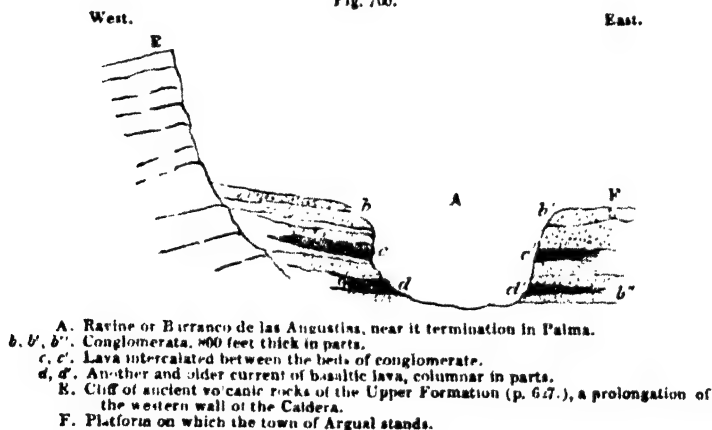 Fig.
West. East.
E
b A b' F
c c'
d d' b''
A. Ravine or Barranco de las Angustias, near it termination in Palma.
b, b', b''. Conglomerate, 800 feet thick in parts.
c, c'. Lava intercalated between the beds of conglomerate.
d, d'. Another and older current of basaltic lava, columnar in parts.
E. Cliff of ancient volcanic rocks of the Upper Formation (p. ), a prolongation of
the western wall of the Caldera.
F. Platform on which the town of Argual stands.